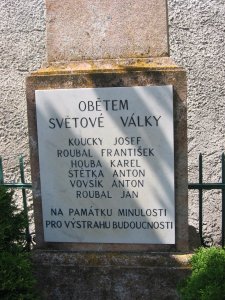 OBĚTEM
SVĚTOVÉ VÁLKY
KOUCKÝ JOSEF
ROUBAL FRANTIŠEK
HOUBA KAREL
STĚTKA ANTON
VOVSÍK ANTON
ROUBAL JAN
NA PAMÁTKU MINULOSTI
PRO VÝSTRAHU BUDOUCNOSTI